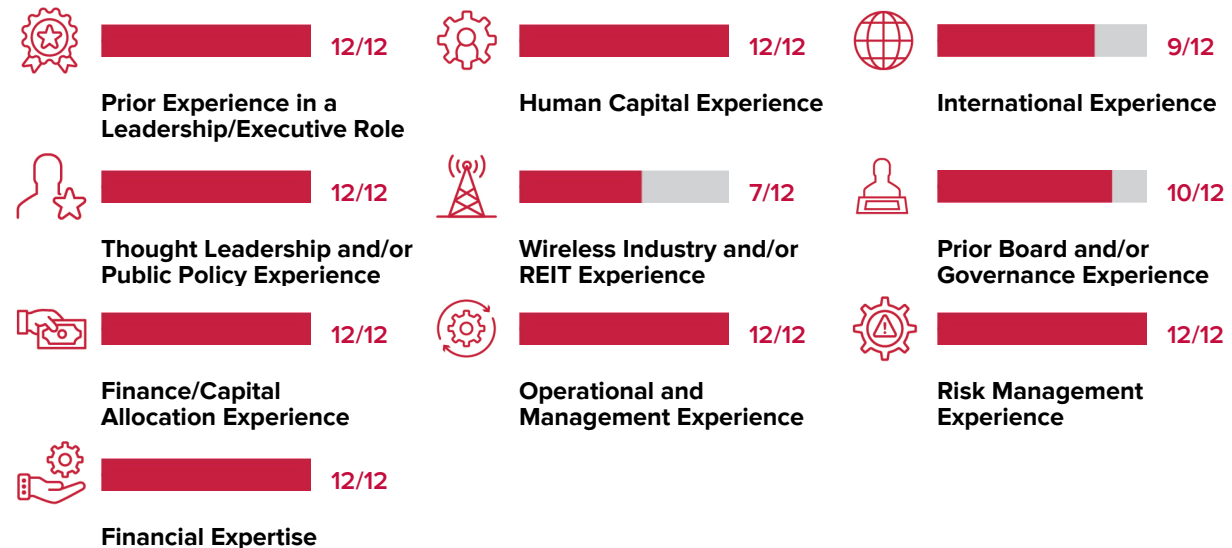 12/12
Prior Experience in a
Leadership/Executive Role
12/12
Human Capital Experience
9/12
International Experience
12/12
Thought Leadership and/or
Public Policy Experience
7/12
Wireless Industry and/or
REIT Experience
10/12
Prior Board and/or
Governance Experience
12/12
Finance/Capital
Allocation Experience
12/12
Operational and
Management Experience
12/12
Risk Management
Experience
12/12
Financial Expertise